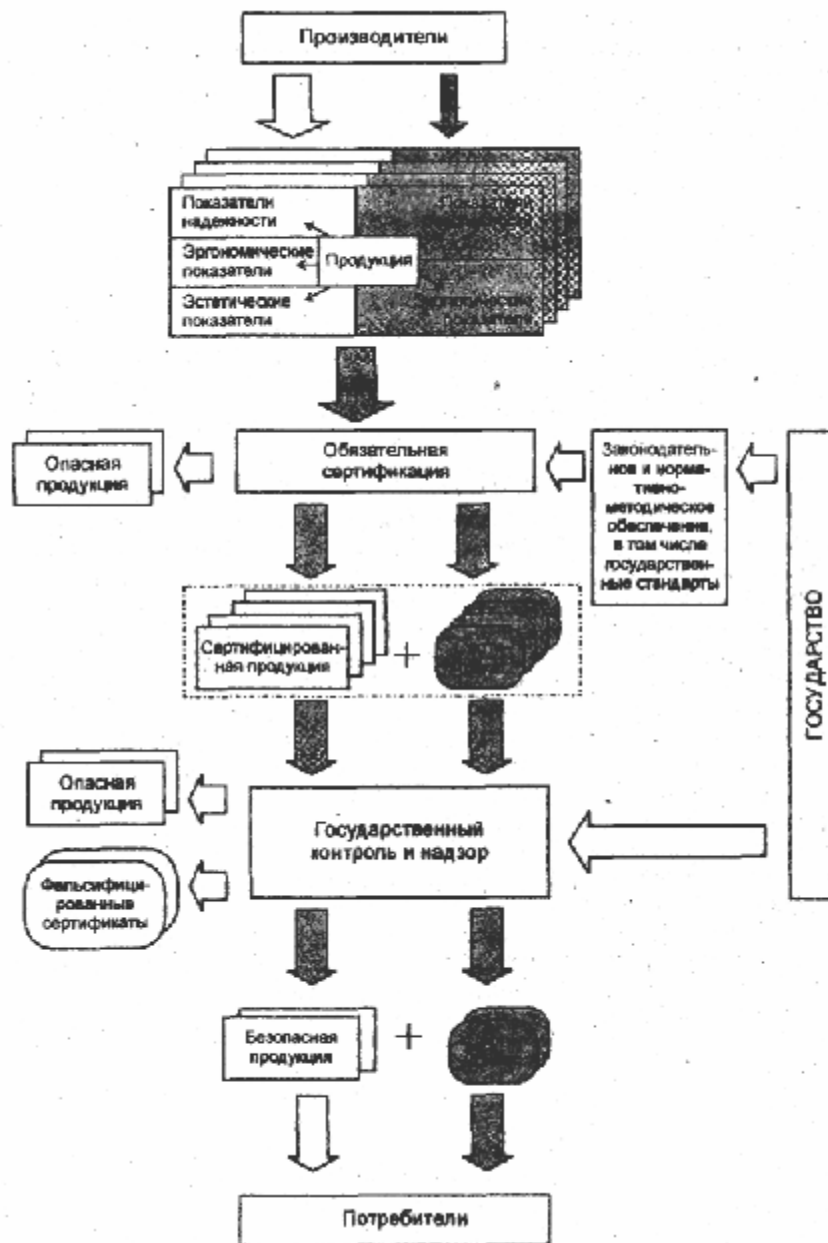 Производители
Показатели
надежности
Эргономические
показатели
Эстетические
показатели
Продукция
Показатели
показатели
Обязательная
сертификация
Опасная
продукция
Законодатель-
ное и норма-
тивно-
методическое
обеспечение,
в том числе
государствен-
ные стандарты
ГОСУДАРСТВО
Сертифицирован-
ная продукция
+
Опасная
продукция
Государственный
контроль и надзор
Фальсифици-
рованные
сертификаты
Безопасная
продукция
+
Потребители